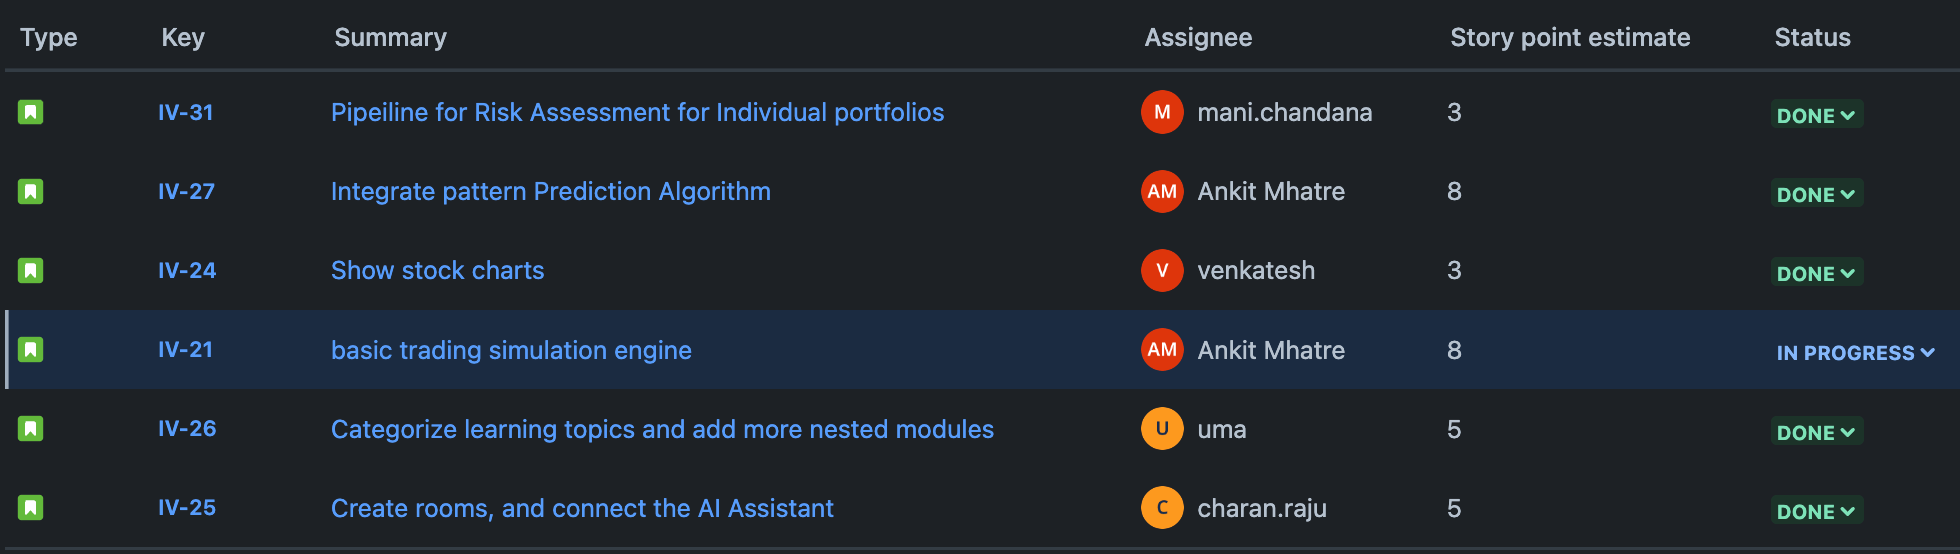 Type Key Summary Assignee Story point estimate Status
IV-31 Pipeiline for Risk Assessment for Individual portfolios M mani.chandana 3 DONE
IV-27 Integrate pattern Prediction Algorithm AM Ankit Mhatre 8 DONE
IV-24 Show stock charts V venkatesh 3 DONE
IV-21 basic trading simulation engine AM Ankit Mhatre 8 IN PROGRESS
IV-26 Categorize learning topics and add more nested modules U uma 5 DONE
IV-25 Create rooms, and connect the AI Assistant C charan.raju 5 DONE